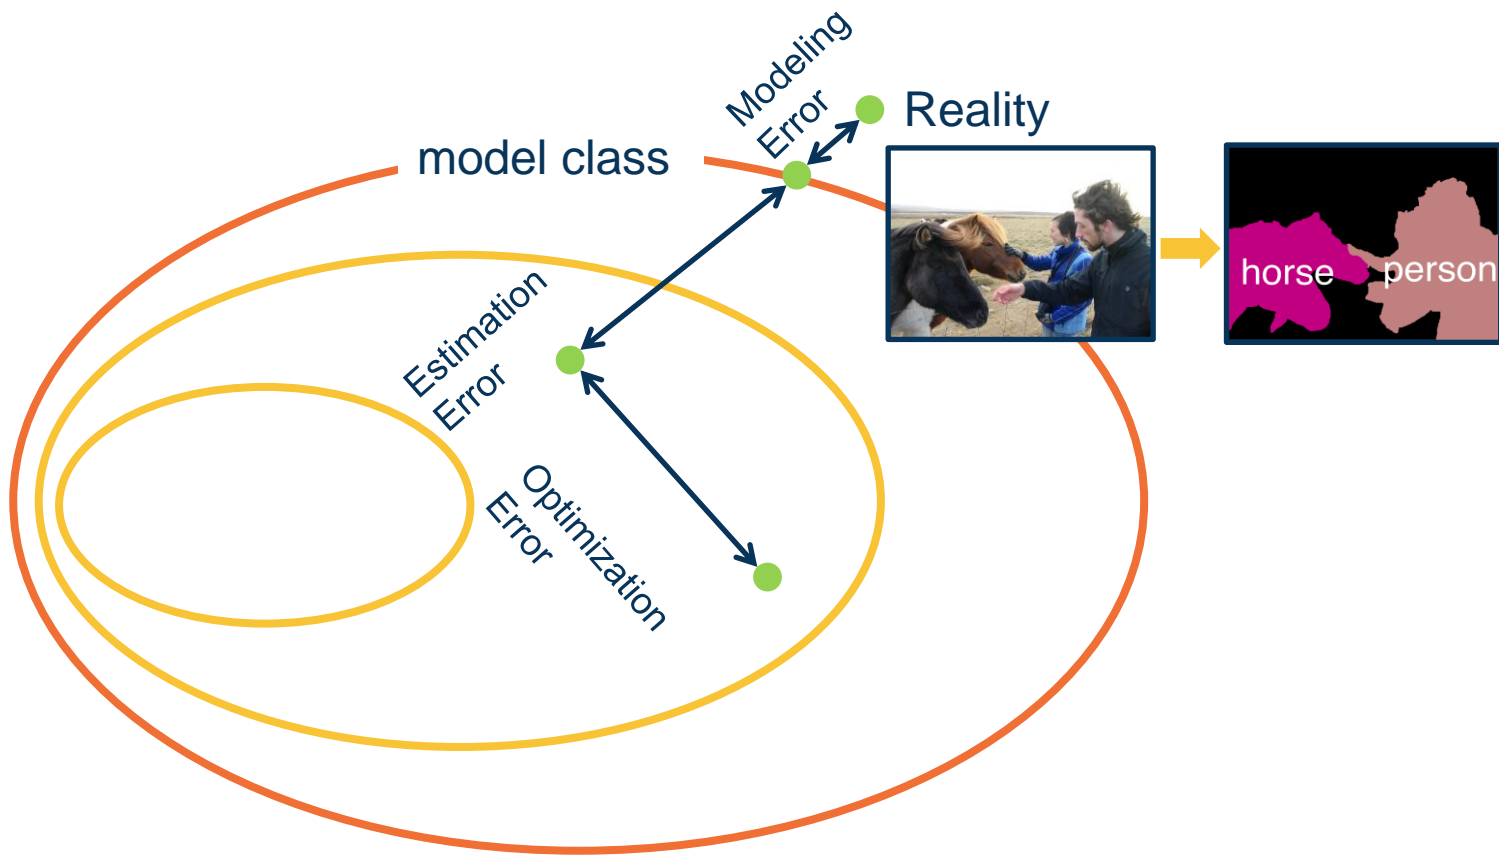 Modeling
Error
Reality
model class
horse
person
Estimation
Error
Optimization
Error